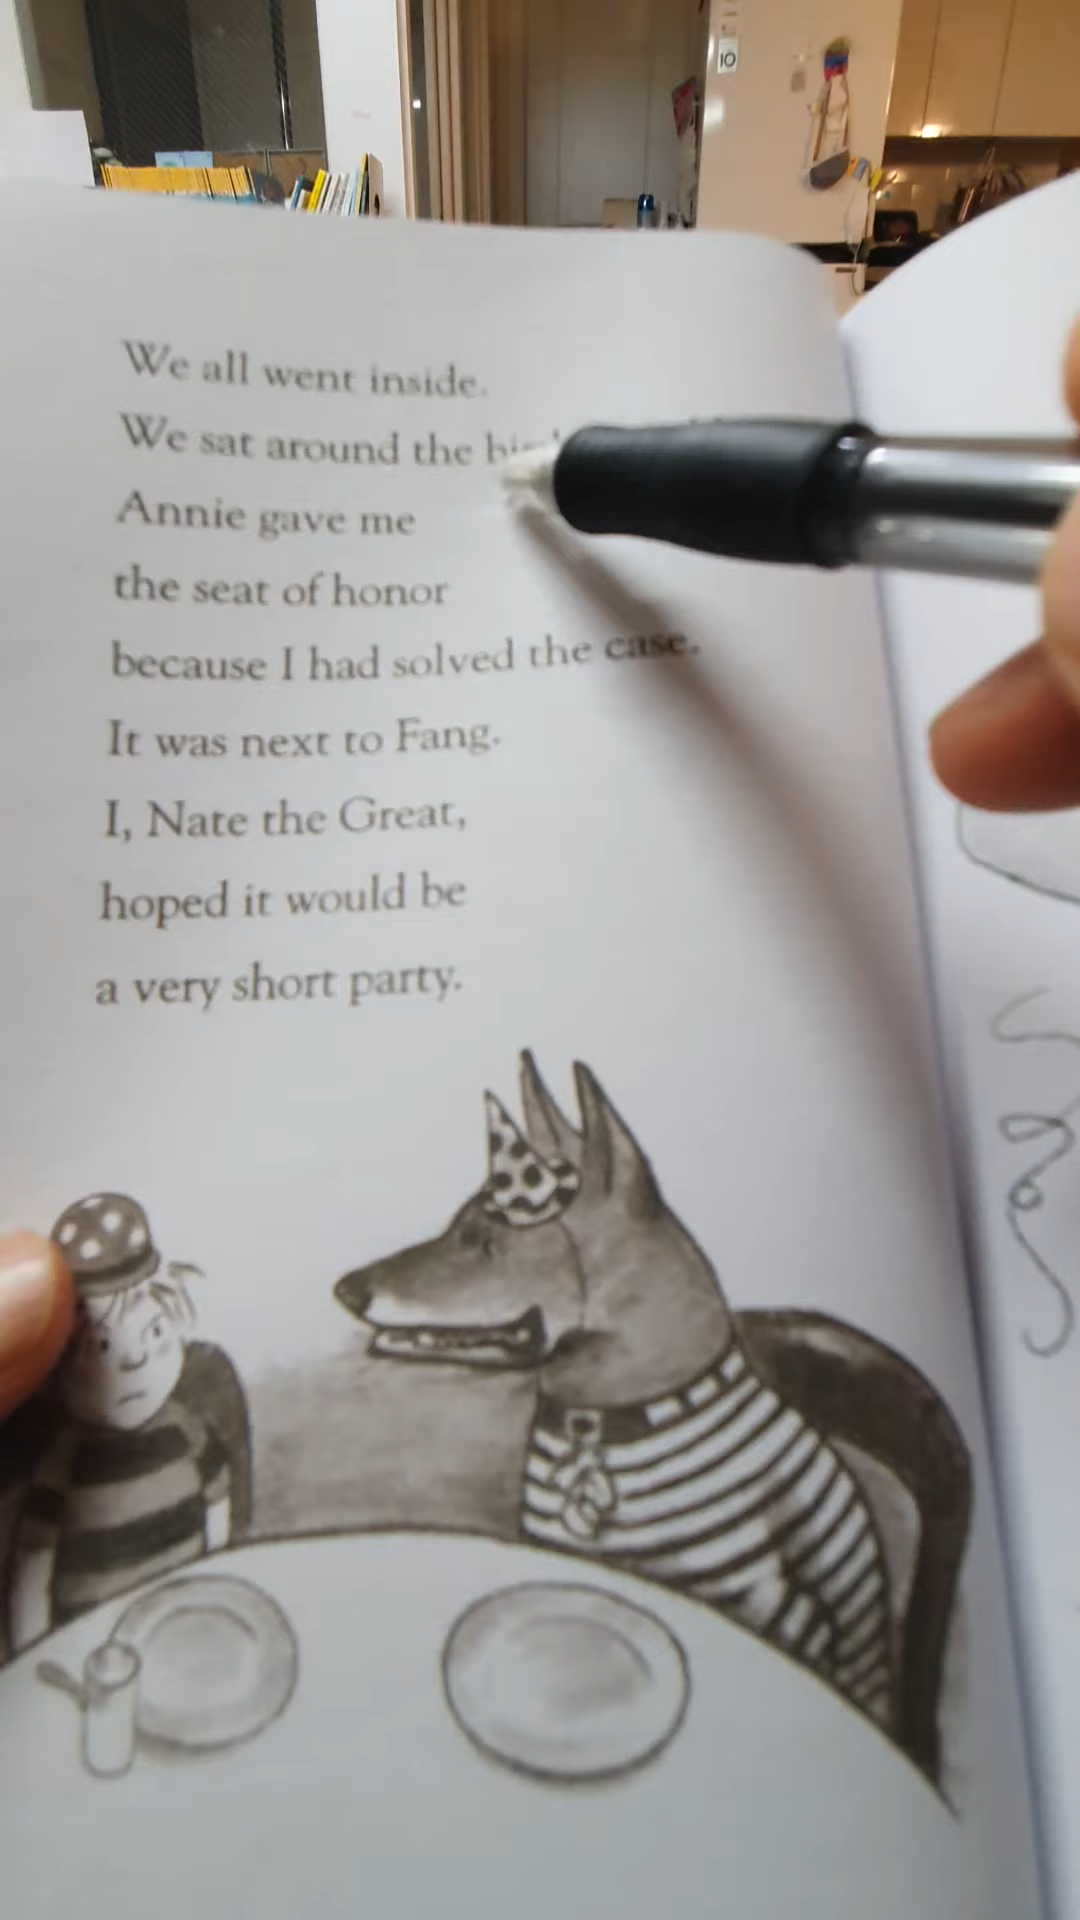 We all went inside.
We sat around the
Annie gave me
the seat of honor
because I had solved the case.
It was next to Fang.
I, Nate the Great,
hoped it would be
a very short party.
10